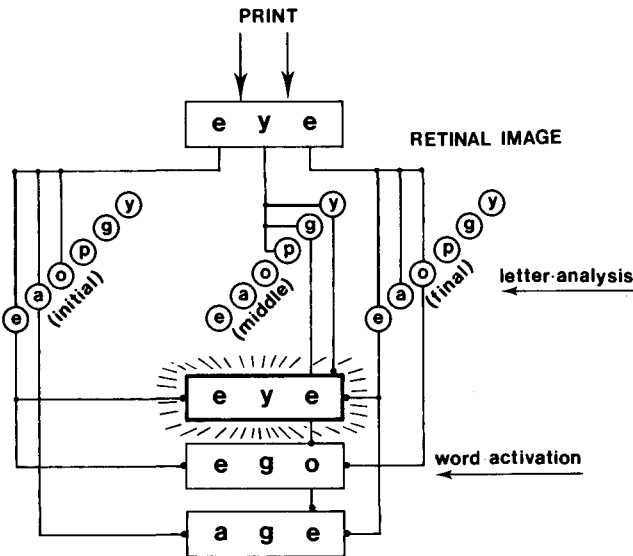 PRINT
e y e
RETINAL IMAGE
e a o p g y
(initial)
e a o p g y
(middle)
e a o p g y
(final)
letter-analysis
e y e
e g o
word activation
a g e